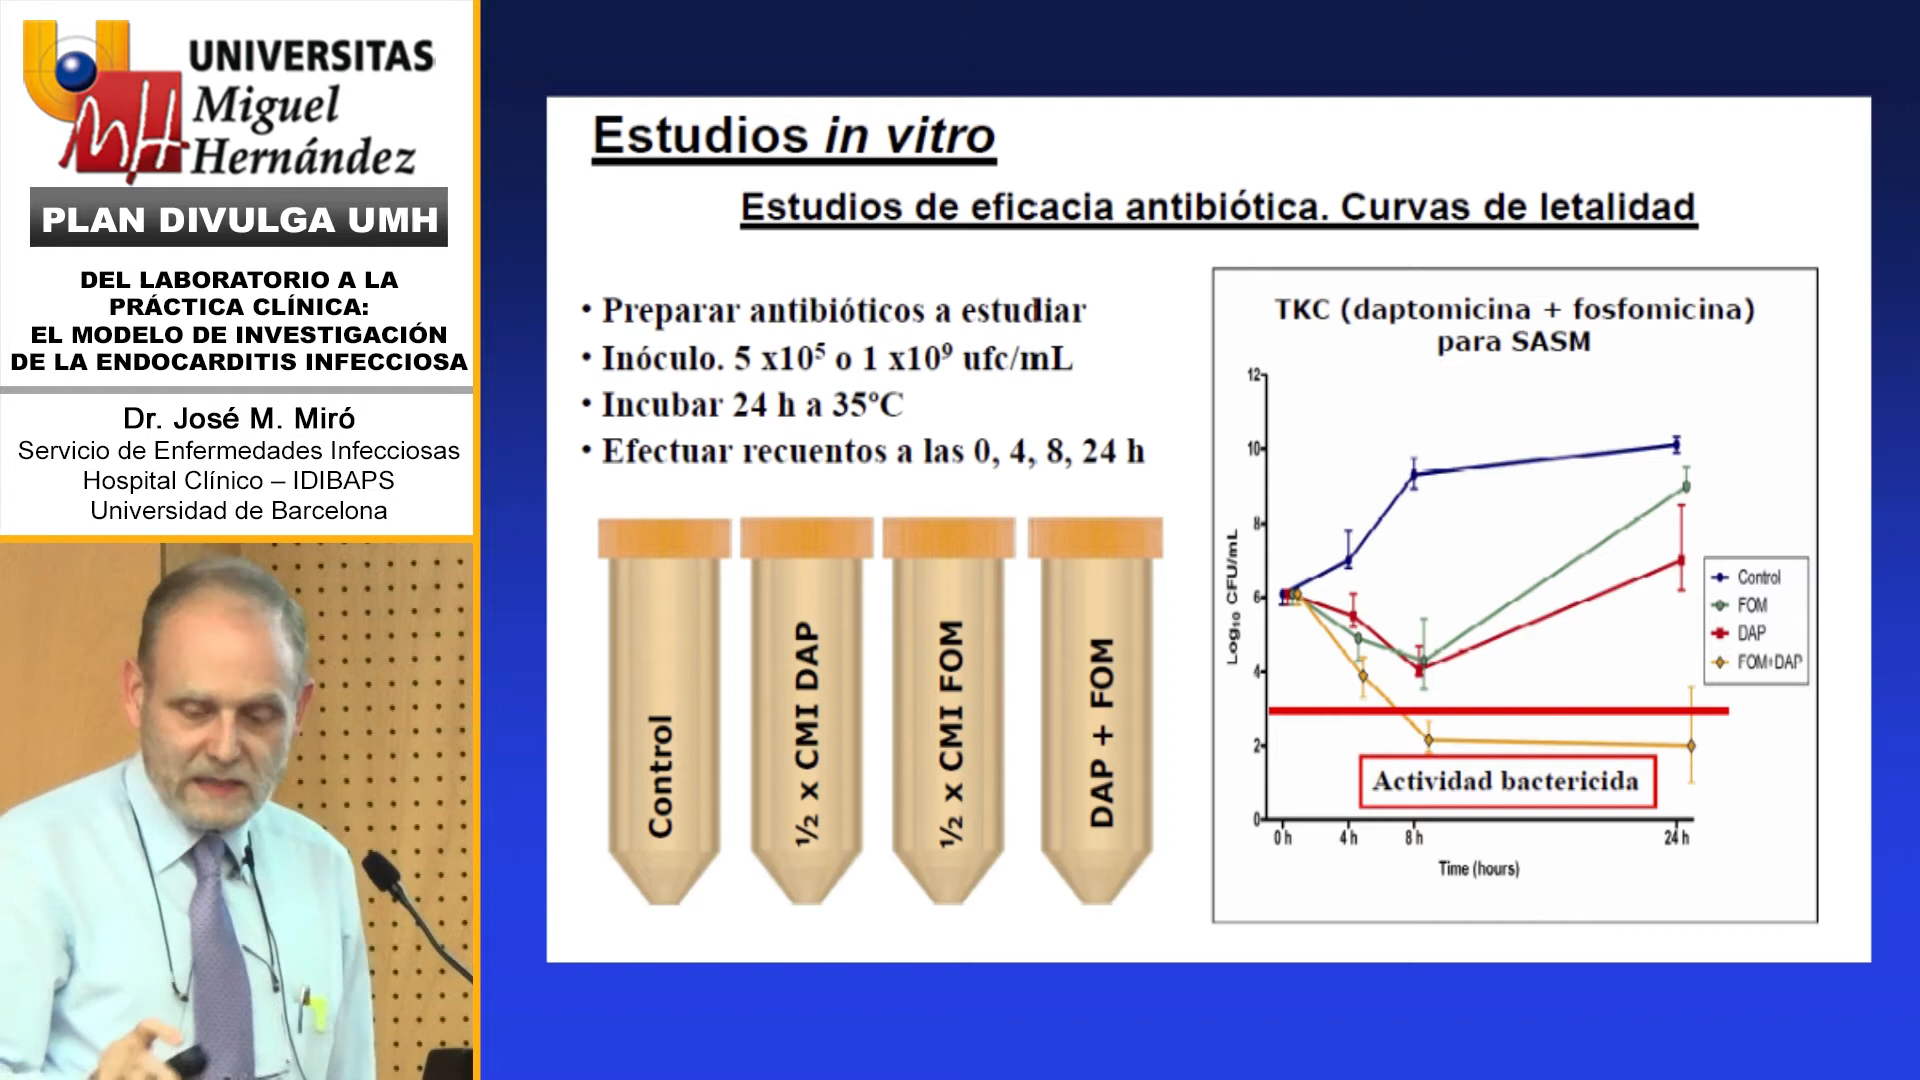 UNIVERSITAS
Miguel
Hernández
PLAN DIVULGA UMH
DEL LABORATORIO A LA
PRÁCTICA CLÍNICA:
EL MODELO DE INVESTIGACIÓN
DE LA ENDOCARDITIS INFECCIOSA
Dr. José M. Miró
Servicio de Enfermedades Infecciosas
Hospital Clínico – IDIBAPS
Universidad de Barcelona
Estudios in vitro
Estudios de eficacia antibiótica. Curvas de letalidad
• Preparar antibióticos a estudiar
• Inóculo. 5 x10⁵ o 1 x10⁹ ufc/mL
• Incubar 24 h a 35ºC
• Efectuar recuentos a las 0, 4, 8, 24 h
Control
½ x CMI DAP
½ x CMI FOM
DAP + FOM
TKC (daptomicina + fosfomicina)
para SASM
12
10
8
6
4
2
0
Log₁₀ CFU/mL
0 h 4 h 8 h 24 h
Time (hours)
Control
FOM
DAP
FOM+DAP
Actividad bactericida